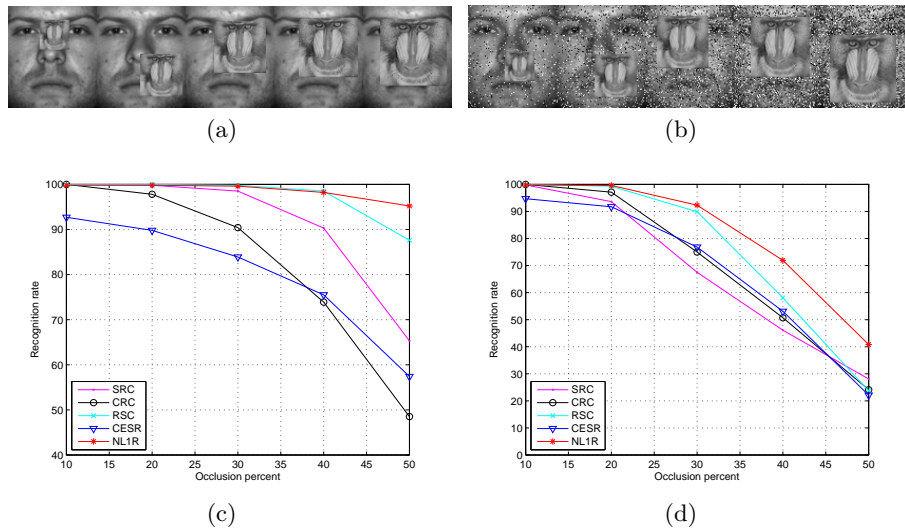 (a)
(b)
100
90
80
70
60
50
40
10
15
20
25
30
35
40
45
50
Recognition rate
Occlusion percent
SRC
CRC
RSC
CESR
NL1R
(c)
100
90
80
70
60
50
40
30
20
10
0
10
15
20
25
30
35
40
45
50
Recognition rate
Occlusion percent
SRC
CRC
RSC
CESR
NL1R
(d)